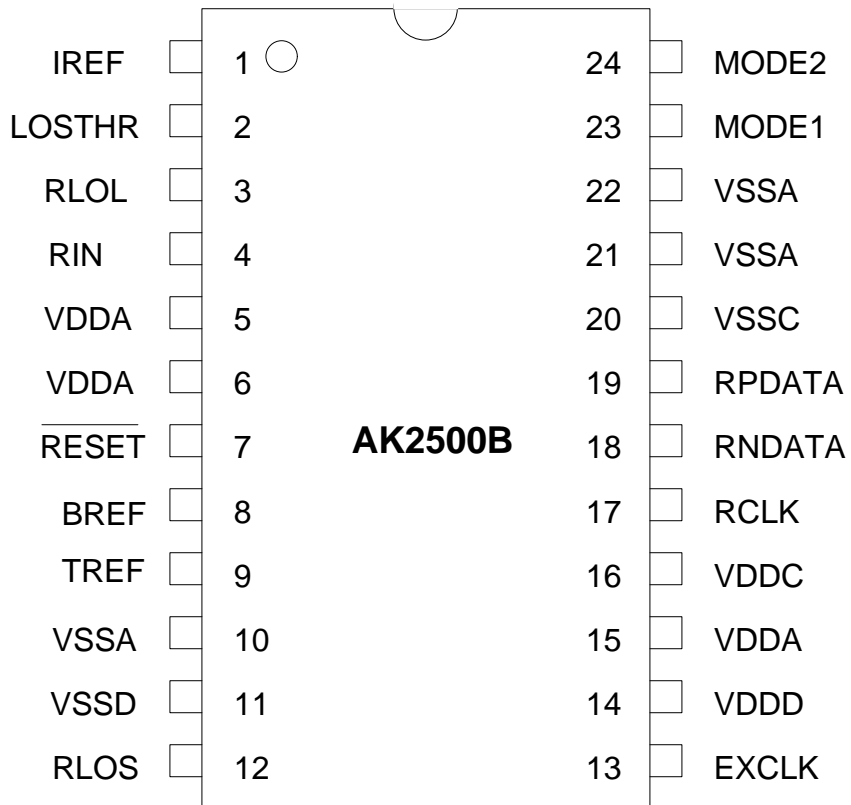 IREF 1 24 MODE2
LOSTHR 2 23 MODE1
RLOL 3 22 VSSA
RIN 4 21 VSSA
VDDA 5 20 VSSC
VDDA 6 19 RPDATA
RESET 7 AK2500B 18 RNDATA
BREF 8 17 RCLK
TREF 9 16 VDDC
VSSA 10 15 VDDA
VSSD 11 14 VDDD
RLOS 12 13 EXCLK